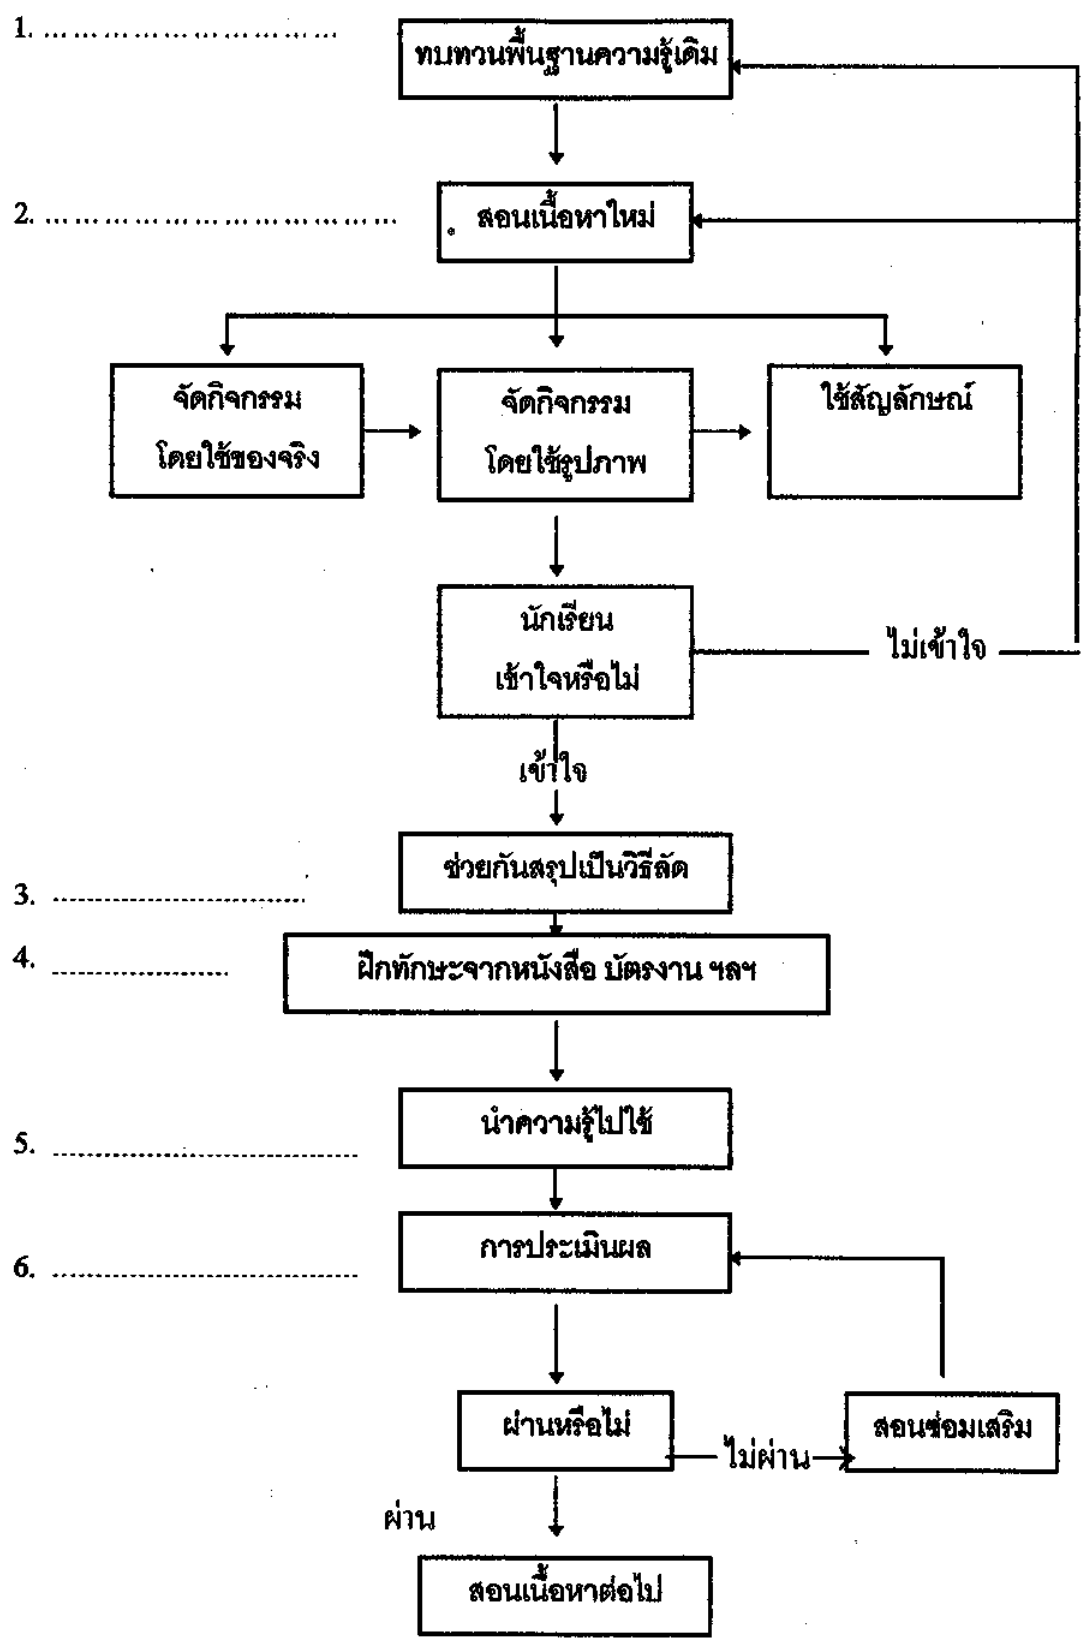 1. ………………………… ทบทวนพื้นฐานความรู้เดิม
2. ……………………………… สอนเนื้อหาใหม่
จัดกิจกรรม
โดยใช้ของจริง
จัดกิจกรรม
โดยใช้รูปภาพ
ใช้สัญลักษณ์
นักเรียน
เข้าใจหรือไม่
ไม่เข้าใจ
เข้าใจ
ช่วยกันสรุปเป็นวิธีลัด
3. ................................
4. ......................
ฝึกทักษะจากหนังสือ บัตรงาน ฯลฯ
นำความรู้ไปใช้
5. ......................................
การประเมินผล
6. ......................................
ผ่านหรือไม่
ไม่ผ่าน
สอนซ่อมเสริม
ผ่าน
สอนเนื้อหาต่อไป